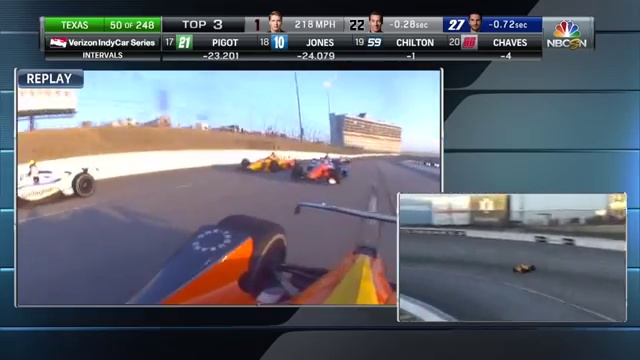 TEXAS 50 OF 248 TOP 3 1 218 MPH 22 -0.28sec 27 -0.72sec
Verizon IndyCar Series 17 21 PIGOT 18 10 JONES 19 59 CHILTON 20 88 CHAVES NBCSN
INTERVALS -23.201 -24.079 -1 -4
REPLAY